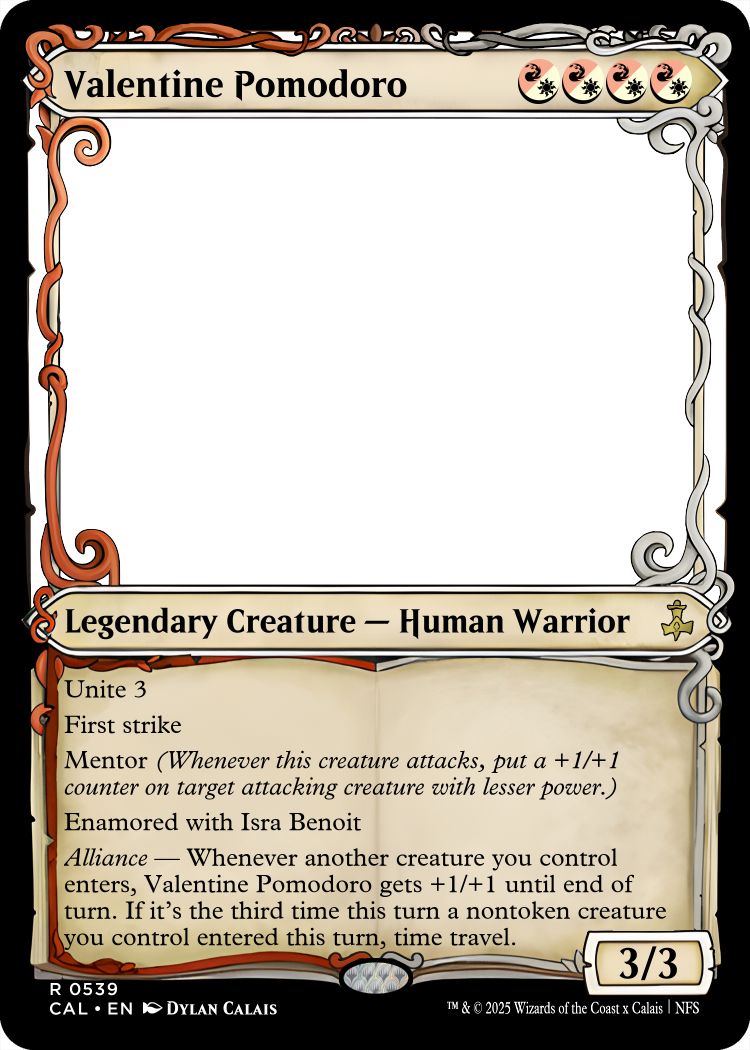 Valentine Pomodoro
Legendary Creature — Human Warrior
Unite 3
First strike
Mentor (Whenever this creature attacks, put a +1/+1
counter on target attacking creature with lesser power.)
Enamored with Isra Benoit
Alliance — Whenever another creature you control
enters, Valentine Pomodoro gets +1/+1 until end of
turn. If it's the third time this turn a nontoken creature
you control entered this turn, time travel.
3/3
R 0539
CAL • EN Dylan Calais
™ & © 2025 Wizards of the Coast x Calais | NFS